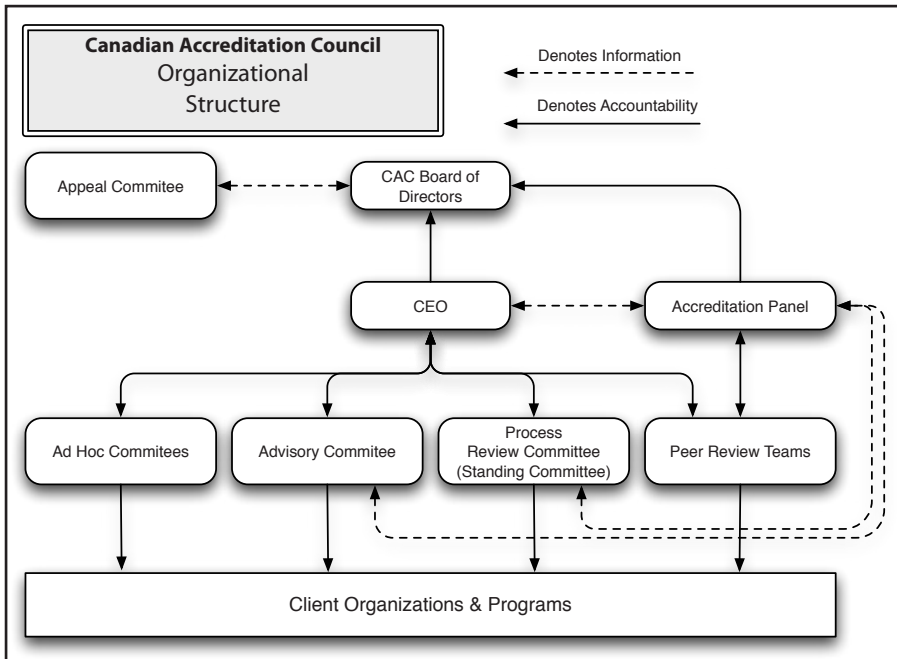 Canadian Accreditation Council
Organizational
Structure
Denotes Information
Denotes Accountability
Appeal Commitee
CAC Board of
Directors
CEO
Accreditation Panel
Ad Hoc Commitees
Advisory Commitee
Process
Review Committee
(Standing Committee)
Peer Review Teams
Client Organizations & Programs